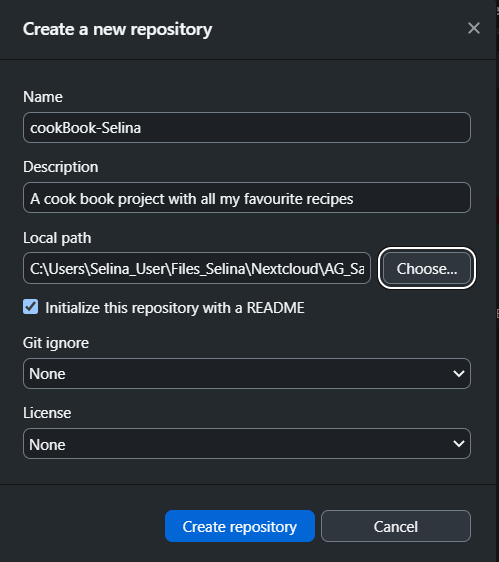 Create a new repository
Name
cookBook-Selina
Description
A cook book project with all my favourite recipes
Local path
C:\Users\Selina_User\Files_Selina\Nextcloud\AG_Sa
Choose...
Initialize this repository with a README
Git ignore
None
License
None
Create repository
Cancel